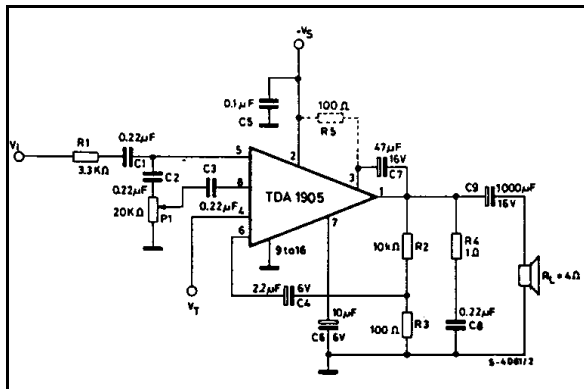 -Vs
0.1µF
C5
100Ω
R5
47µF
16V
C7
Vi
R1
3.3KΩ
0.22µF
C1
C2
0.22µF
20KΩ
P1
C3
0.22µF
5
8
4
6
2
3
1
7
TDA 1905
9 to 16
VT
2.2µF
6V
C4
10µF
C6
6V
10kΩ
R2
100Ω
R3
R4
1Ω
0.22µF
C8
C9
1000µF
16V
RL = 4Ω
S-4081/2